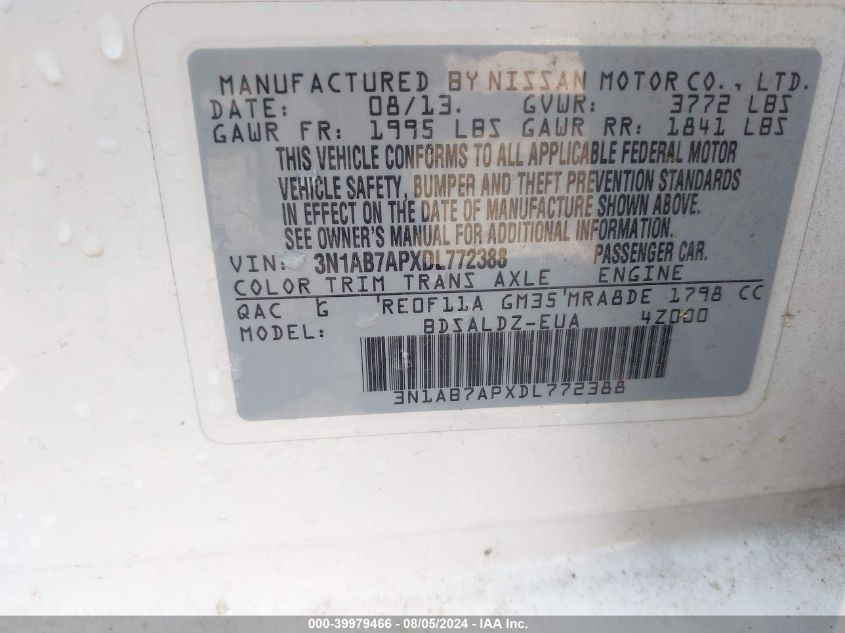 MANUFACTURED BY NISSAN MOTOR CO., LTD.
DATE: 08/13. GVWR: 3772 LBS
GAWR FR: 1995 LBS GAWR RR: 1841 LBS
THIS VEHICLE CONFORMS TO ALL APPLICABLE FEDERAL MOTOR
VEHICLE SAFETY, BUMPER AND THEFT PREVENTION STANDARDS
IN EFFECT ON THE DATE OF MANUFACTURE SHOWN ABOVE.
SEE OWNER'S MANUAL FOR ADDITIONAL INFORMATION.
VIN: 3N1AB7APXDL772388 PASSENGER CAR.
COLOR TRIM TRANS AXLE ENGINE
QAC G RE0F11A GM35 MRA8DE 1798 CC
MODEL: BDSALDZ-EUA 4Z000
3N1AB7APXDL772388
000-39979466 - 08/05/2024 - IAA Inc.